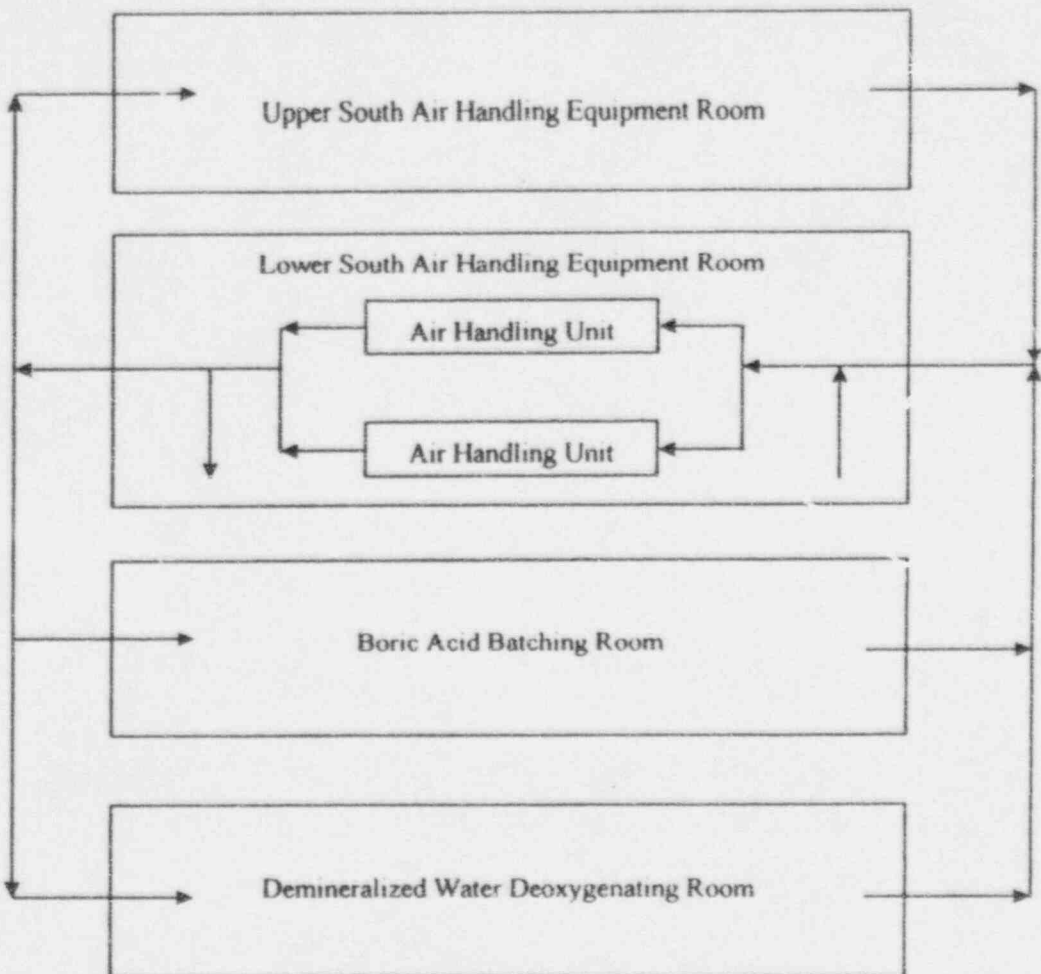 Upper South Air Handling Equipment Room
Lower South Air Handling Equipment Room
Air Handling Unit
Air Handling Unit
Boric Acid Batching Room
Demineralized Water Deoxygenating Room